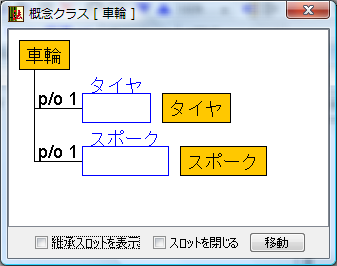 概念クラス [ 車輪 ]
車輪
タイヤ
p/o 1
タイヤ
スポーク
p/o 1
スポーク
継承スロットを表示
スロットを閉じる
移動